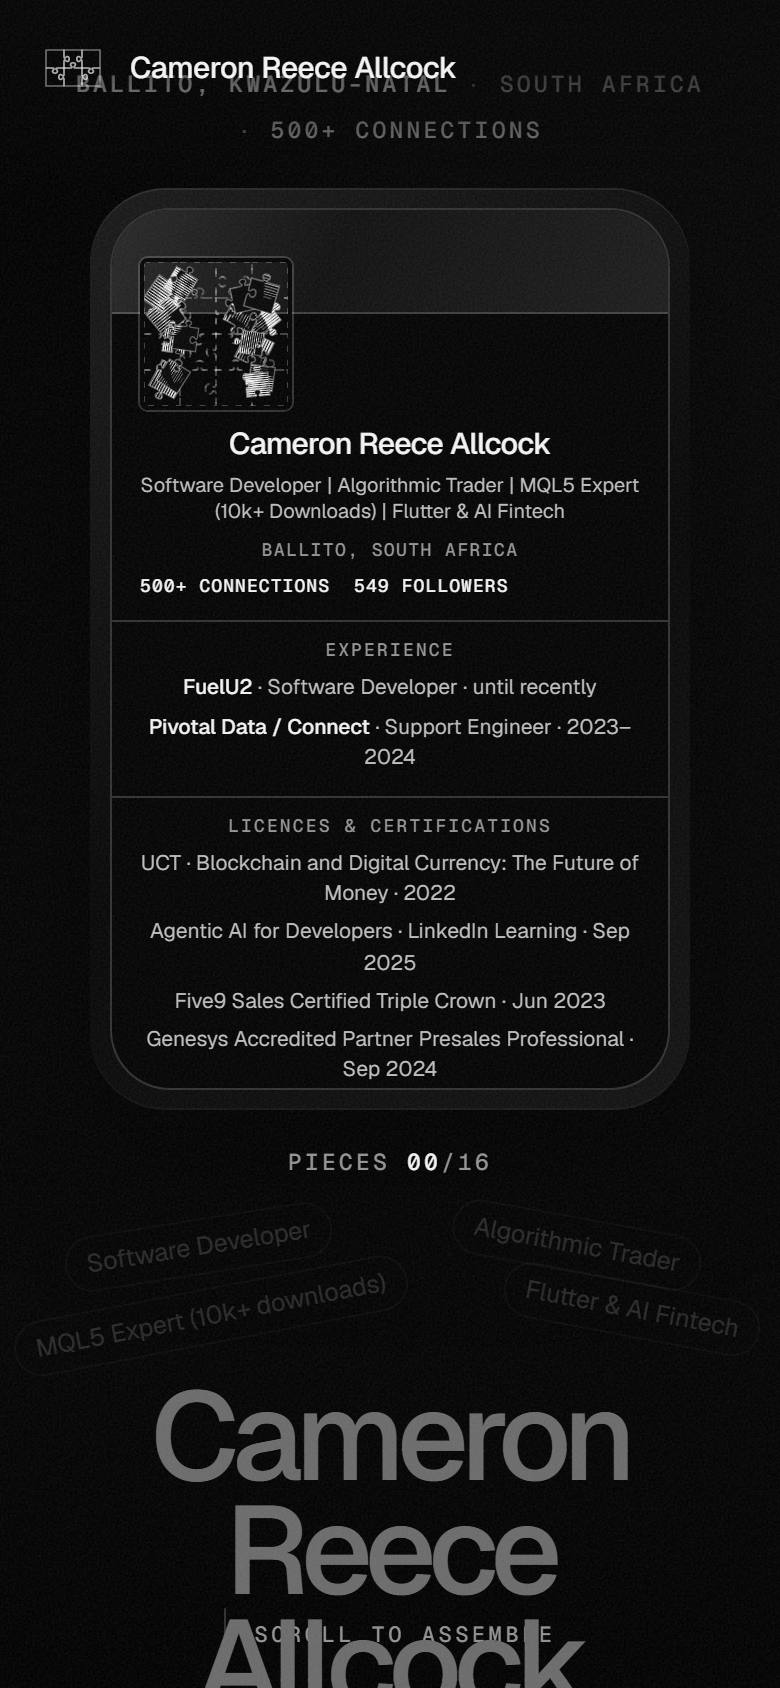 Cameron Reece Allcock
BALLITO, KWAZULU-NATAL · SOUTH AFRICA
· 500+ CONNECTIONS
Cameron Reece Allcock
Software Developer | Algorithmic Trader | MQL5 Expert
(10k+ Downloads) | Flutter & AI Fintech
BALLITO, SOUTH AFRICA
500+ CONNECTIONS 549 FOLLOWERS
EXPERIENCE
FuelU2 · Software Developer · until recently
Pivotal Data / Connect · Support Engineer · 2023–
2024
LICENCES & CERTIFICATIONS
UCT · Blockchain and Digital Currency: The Future of
Money · 2022
Agentic AI for Developers · LinkedIn Learning · Sep
2025
Five9 Sales Certified Triple Crown · Jun 2023
Genesys Accredited Partner Presales Professional ·
Sep 2024
PIECES 00/16
Software Developer
Algorithmic Trader
MQL5 Expert (10k+ downloads)
Flutter & AI Fintech
Cameron
Reece
Allcock
SCROLL TO ASSEMBLE